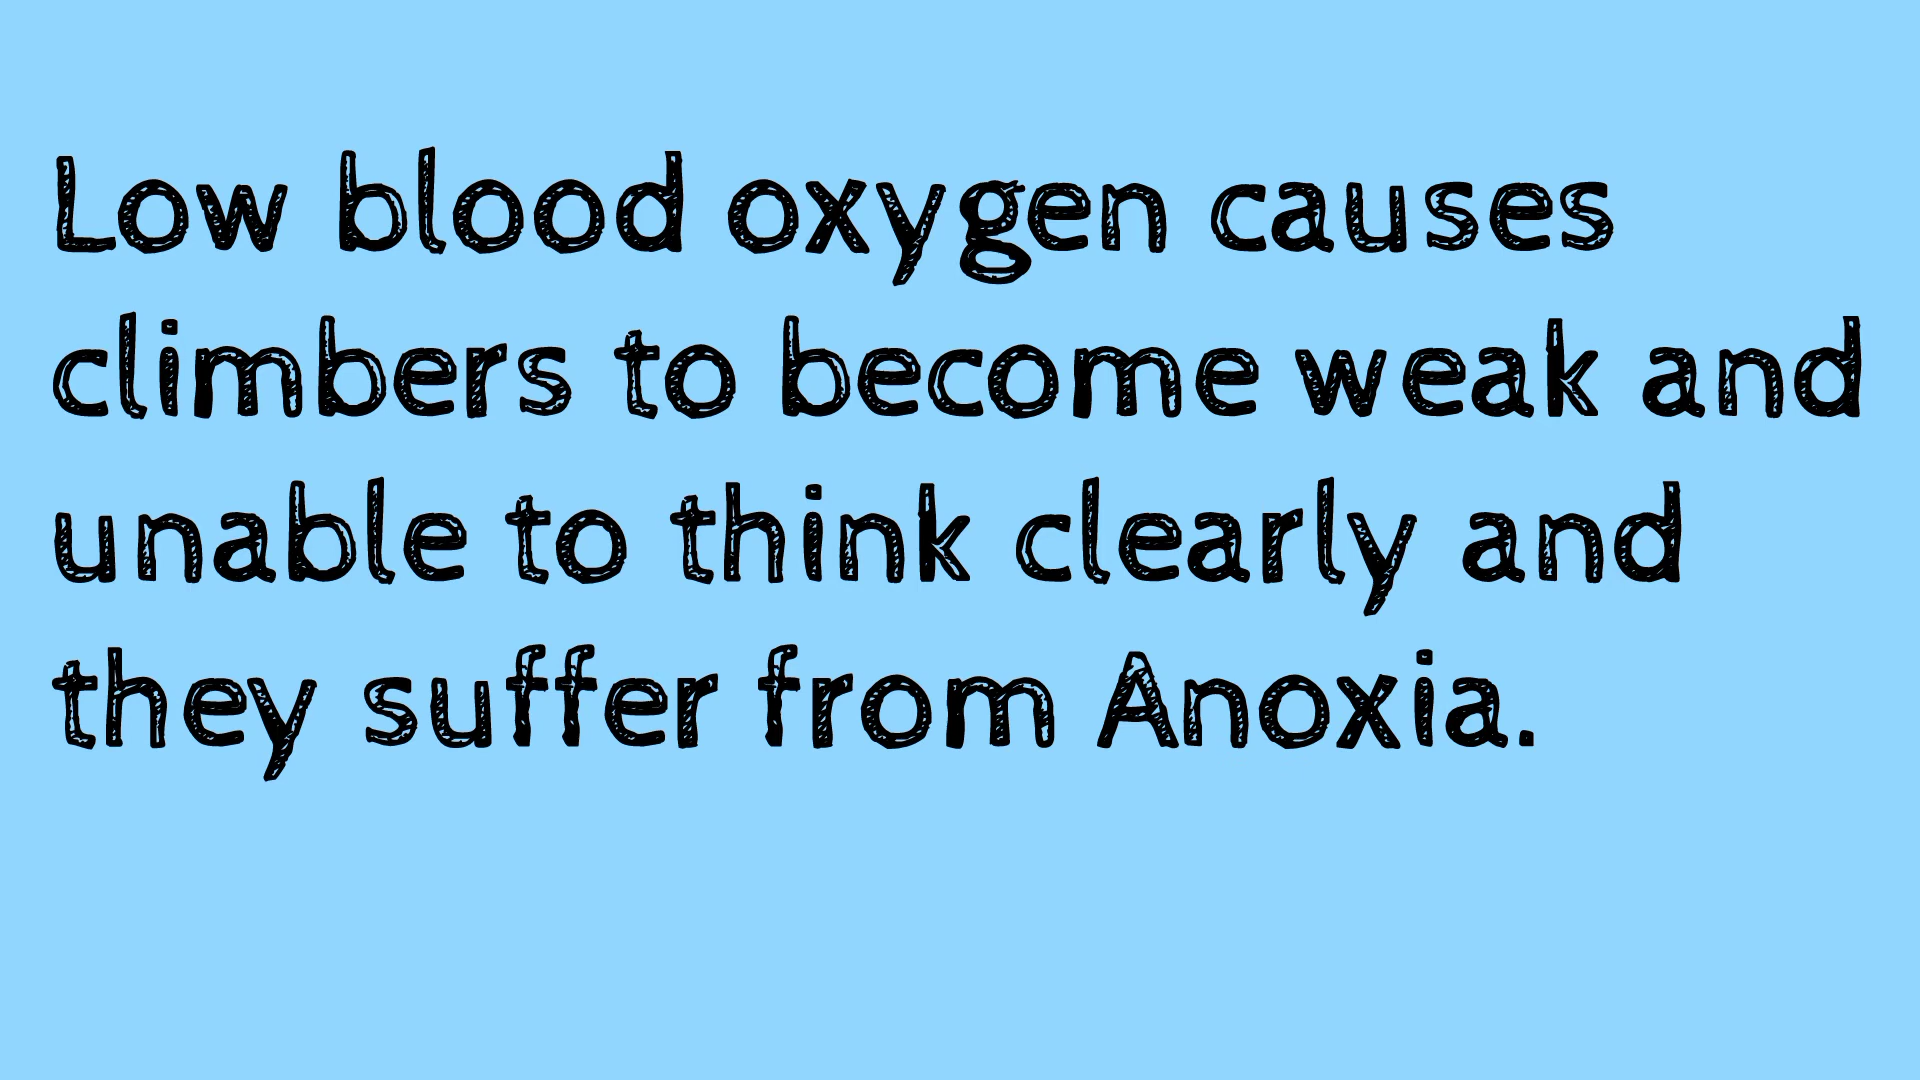 Low blood oxygen causes
climbers to become weak and
unable to think clearly and
they suffer from Anoxia.